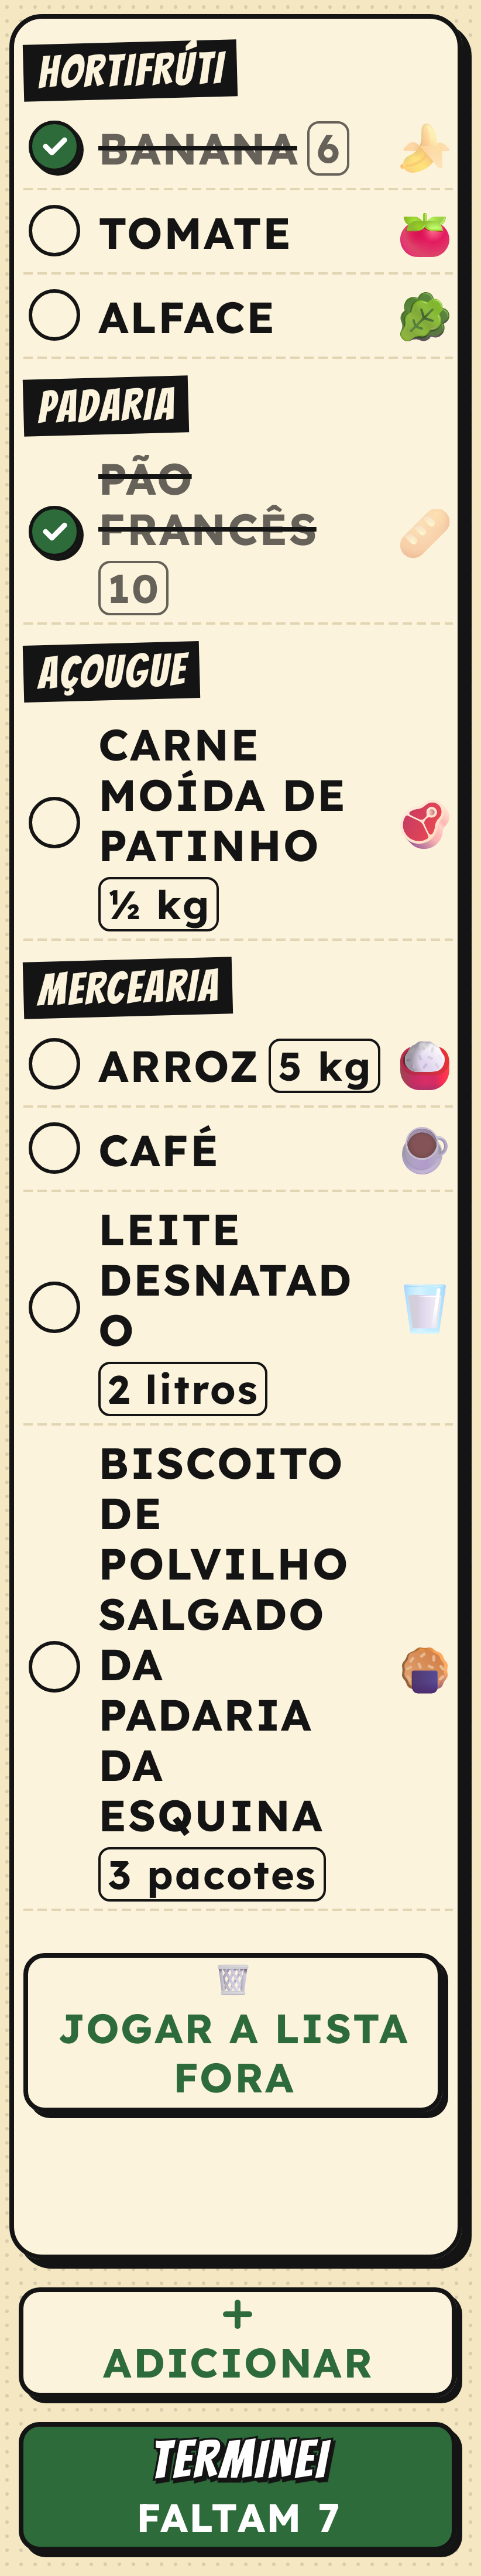 HORTIFRÚTI
BANANA 6
TOMATE
ALFACE
PADARIA
PÃO
FRANCÊS
10
AÇOUGUE
CARNE
MOÍDA DE
PATINHO
½ kg
MERCEARIA
ARROZ 5 kg
CAFÉ
LEITE
DESNATAD
O
2 litros
BISCOITO
DE
POLVILHO
SALGADO
DA
PADARIA
DA
ESQUINA
3 pacotes
JOGAR A LISTA
FORA
+
ADICIONAR
TERMINEI
FALTAM 7